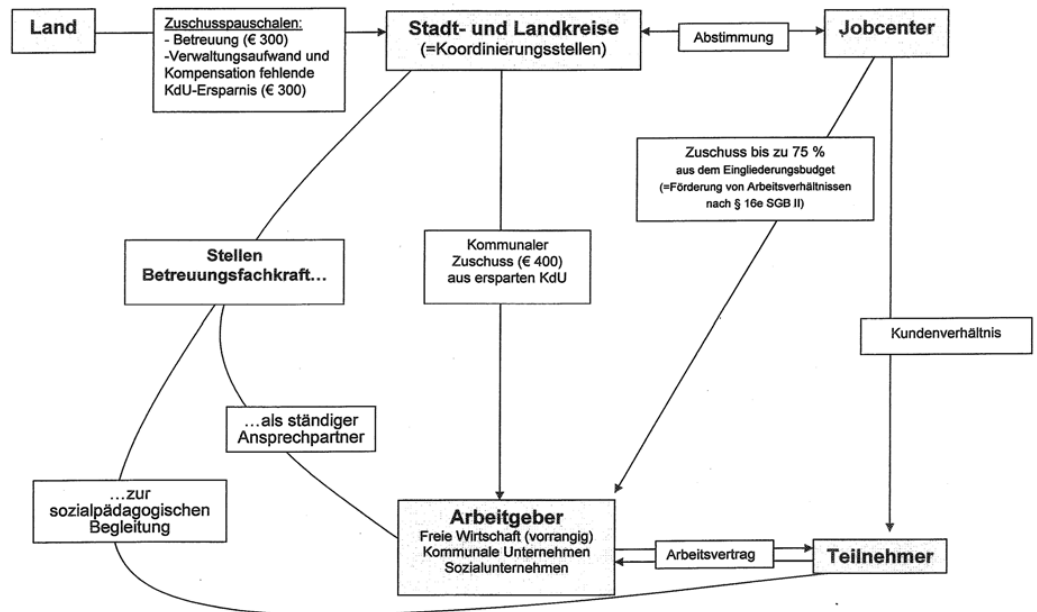 Land
Zuschusspauschalen:
- Betreuung (€ 300)
-Verwaltungsaufwand und
Kompensation fehlende
KdU-Ersparnis (€ 300)
Stadt- und Landkreise
(=Koordinierungsstellen)
Abstimmung
Jobcenter
Zuschuss bis zu 75 %
aus dem Eingliederungsbudget
(=Förderung von Arbeitsverhältnissen
nach § 16e SGB II)
Stellen
Betreuungsfachkraft…
Kommunaler
Zuschuss (€ 400)
aus ersparten KdU
Kundenverhältnis
…als ständiger
Ansprechpartner
…zur
sozialpädagogischen
Begleitung
Arbeitgeber
Freie Wirtschaft (vorrangig)
Kommunale Unternehmen
Sozialunternehmen
Arbeitsvertrag
Teilnehmer